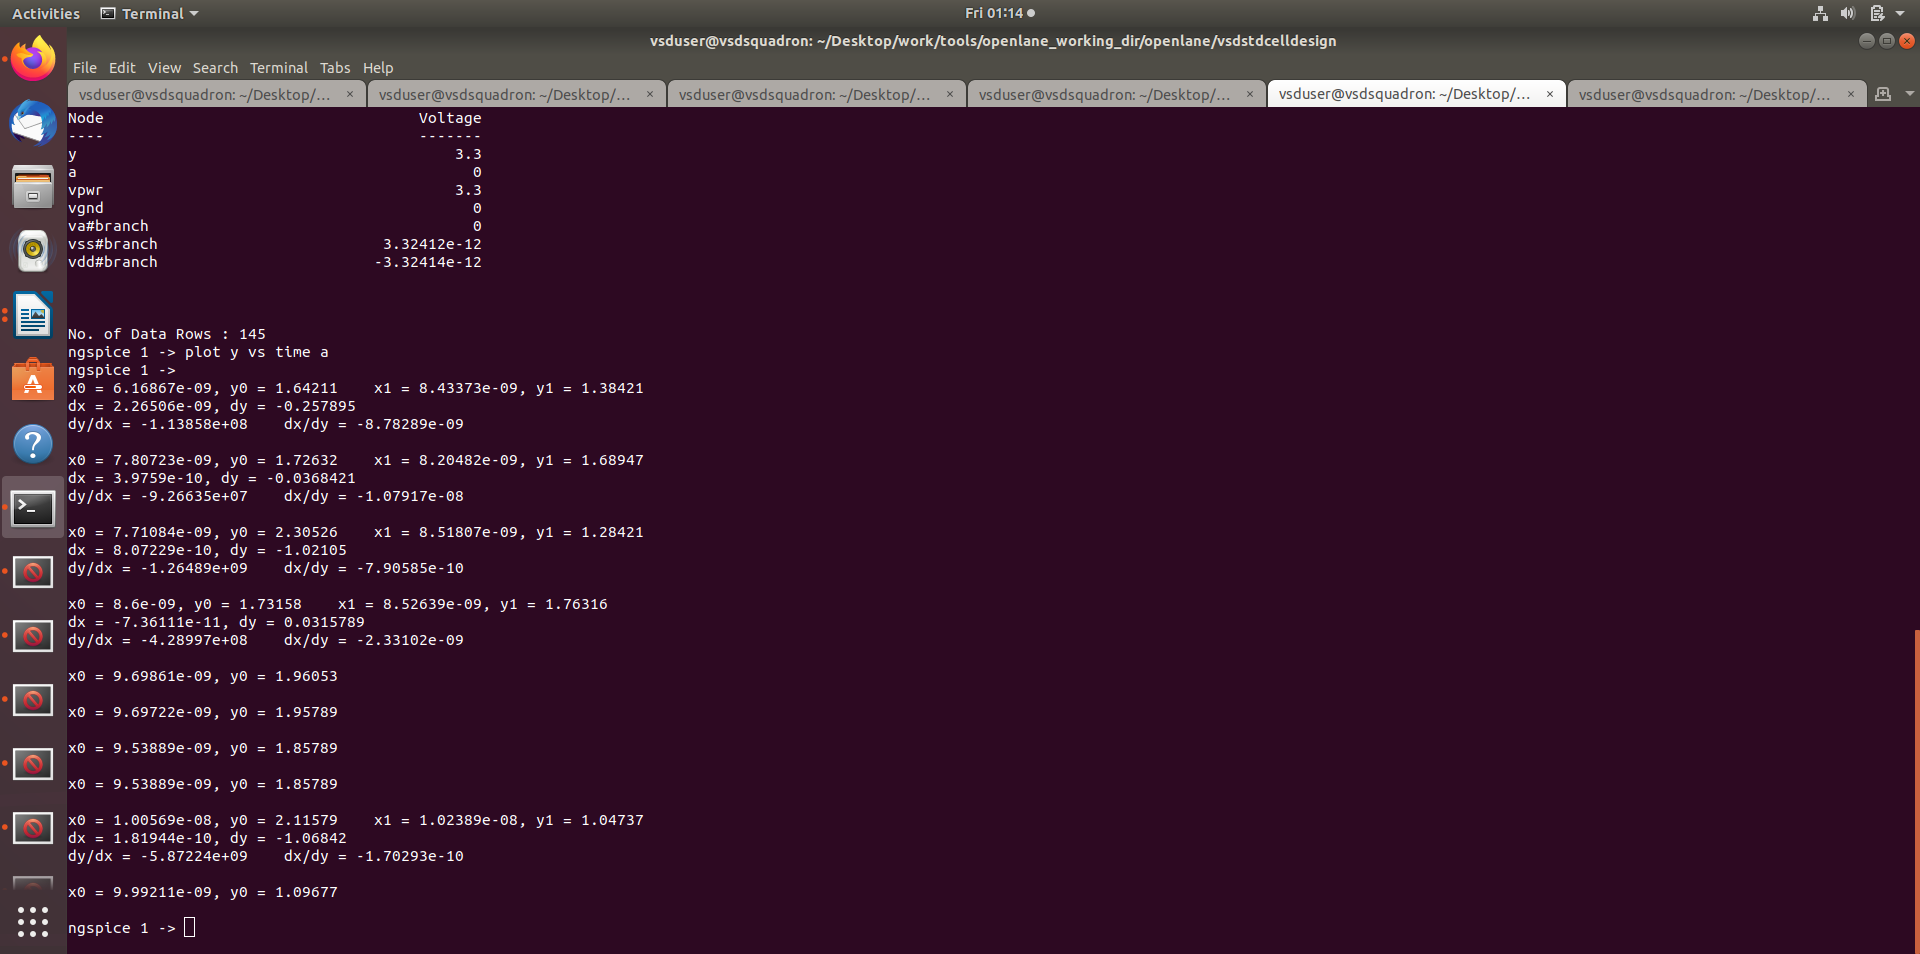 Activities Terminal Fri 01:14
vsduser@vsdsquadron: ~/Desktop/work/tools/openlane_working_dir/openlane/vsdstdcelldesign
File Edit View Search Terminal Tabs Help
vsduser@vsdsquadron: ~/Desktop/... × vsduser@vsdsquadron: ~/Desktop/... × vsduser@vsdsquadron: ~/Desktop/... × vsduser@vsdsquadron: ~/Desktop/... × vsduser@vsdsquadron: ~/Desktop/... × vsduser@vsdsquadron: ~/Desktop/... ×
Node Voltage
---- -------
y 3.3
a 0
vpwr 3.3
vgnd 0
va#branch 0
vss#branch 3.32412e-12
vdd#branch -3.32414e-12
No. of Data Rows : 145
ngspice 1 -> plot y vs time a
ngspice 1 ->
x0 = 6.16867e-09, y0 = 1.64211 x1 = 8.43373e-09, y1 = 1.38421
dx = 2.26506e-09, dy = -0.257895
dy/dx = -1.13858e+08 dx/dy = -8.78289e-09
x0 = 7.80723e-09, y0 = 1.72632 x1 = 8.20482e-09, y1 = 1.68947
dx = 3.9759e-10, dy = -0.0368421
dy/dx = -9.26635e+07 dx/dy = -1.07917e-08
x0 = 7.71084e-09, y0 = 2.30526 x1 = 8.51807e-09, y1 = 1.28421
dx = 8.07229e-10, dy = -1.02105
dy/dx = -1.26489e+09 dx/dy = -7.90585e-10
x0 = 8.6e-09, y0 = 1.73158 x1 = 8.52639e-09, y1 = 1.76316
dx = -7.36111e-11, dy = 0.0315789
dy/dx = -4.28997e+08 dx/dy = -2.33102e-09
x0 = 9.69861e-09, y0 = 1.96053
x0 = 9.69722e-09, y0 = 1.95789
x0 = 9.53889e-09, y0 = 1.85789
x0 = 9.53889e-09, y0 = 1.85789
x0 = 1.00569e-08, y0 = 2.11579 x1 = 1.02389e-08, y1 = 1.04737
dx = 1.81944e-10, dy = -1.06842
dy/dx = -5.87224e+09 dx/dy = -1.70293e-10
x0 = 9.99211e-09, y0 = 1.09677
ngspice 1 ->